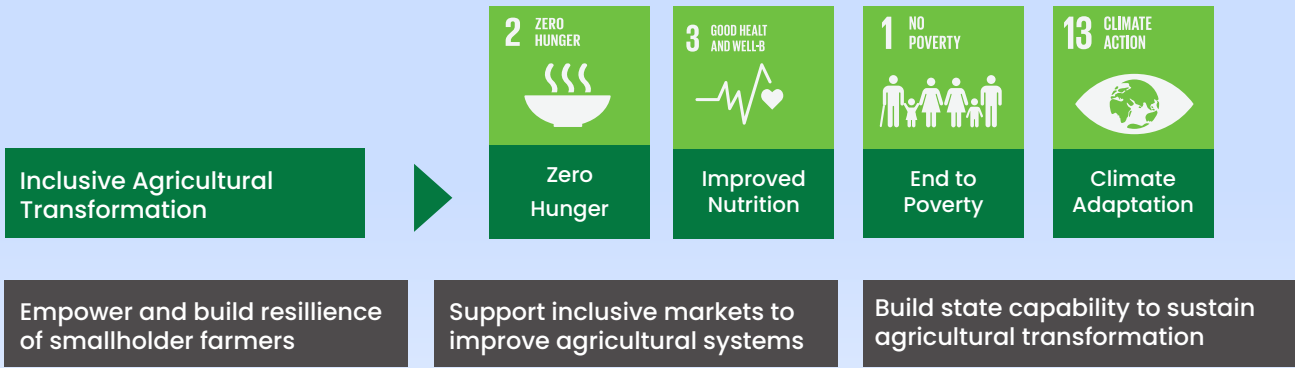 2 ZERO
HUNGER
3 GOOD HEALT
AND WELL-B
1 NO
POVERTY
13 CLIMATE
ACTION
Inclusive Agricultural
Transformation
Zero
Hunger
Improved
Nutrition
End to
Poverty
Climate
Adaptation
Empower and build resillience
of smallholder farmers
Support inclusive markets to
improve agricultural systems
Build state capability to sustain
agricultural transformation